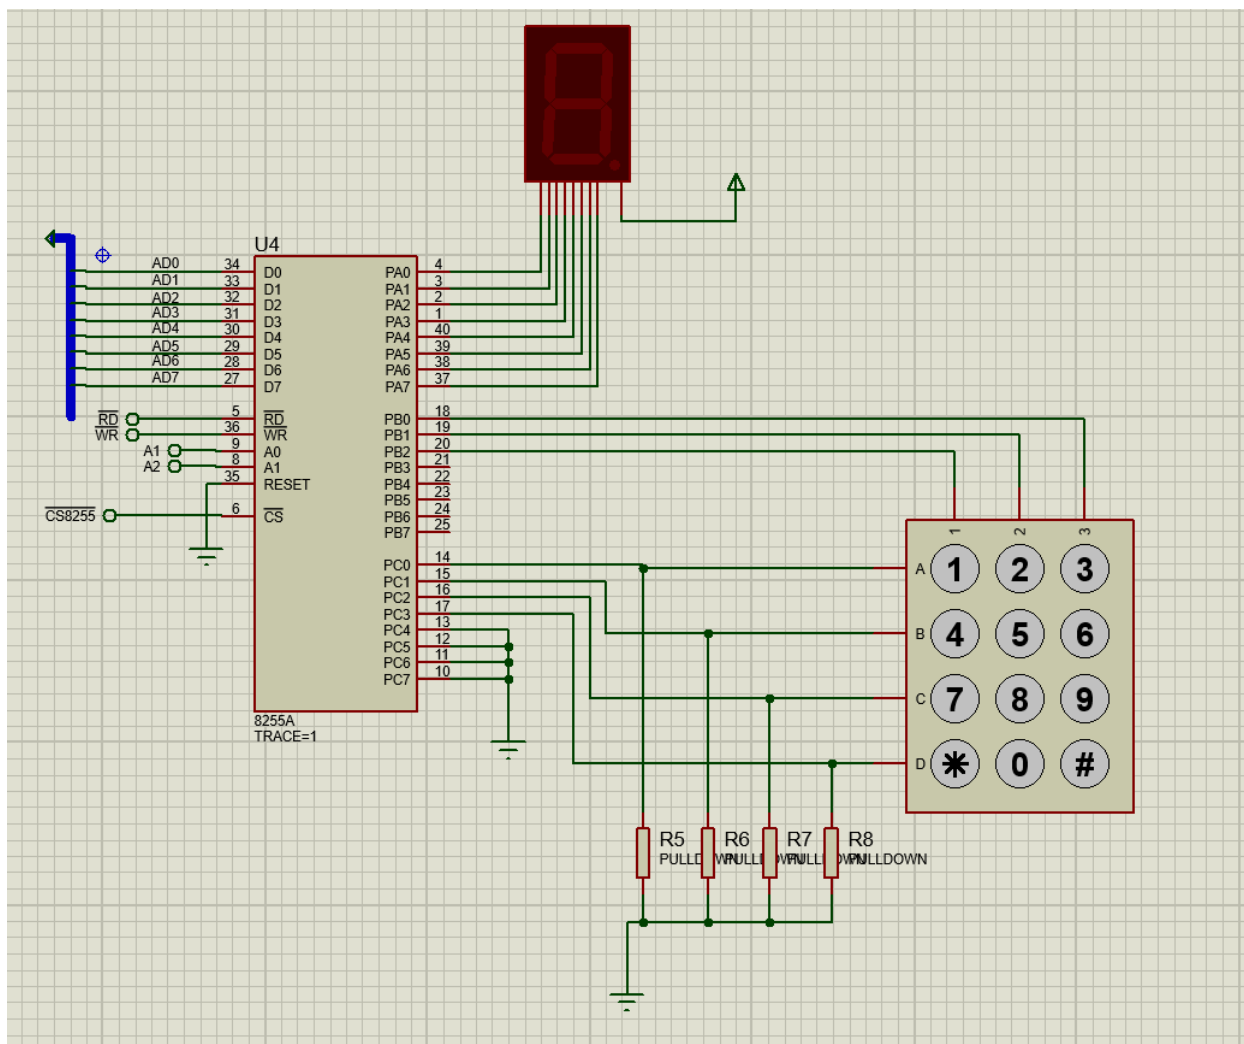 U4
AD0 34 D0 PA0 4
AD1 33 D1 PA1 3
AD2 32 D2 PA2 2
AD3 31 D3 PA3 1
AD4 30 D4 PA4 40
AD5 29 D5 PA5 39
AD6 28 D6 PA6 38
AD7 27 D7 PA7 37
RD 5 RD PB0 18
WR 36 WR PB1 19
A1 9 A0 PB2 20
A2 8 A1 PB3 21
35 RESET PB4 22
PB5 23
CS8255 6 CS PB6 24
PB7 25
PC0 14
PC1 15
PC2 16
PC3 17
PC4 13
PC5 12
PC6 11
PC7 10
8255A
TRACE=1
1 2 3
A 1 2 3
B 4 5 6
C 7 8 9
D * 0 #
R5 R6 R7 R8
PULLDOWN PULLDOWN PULLDOWN PULLDOWN